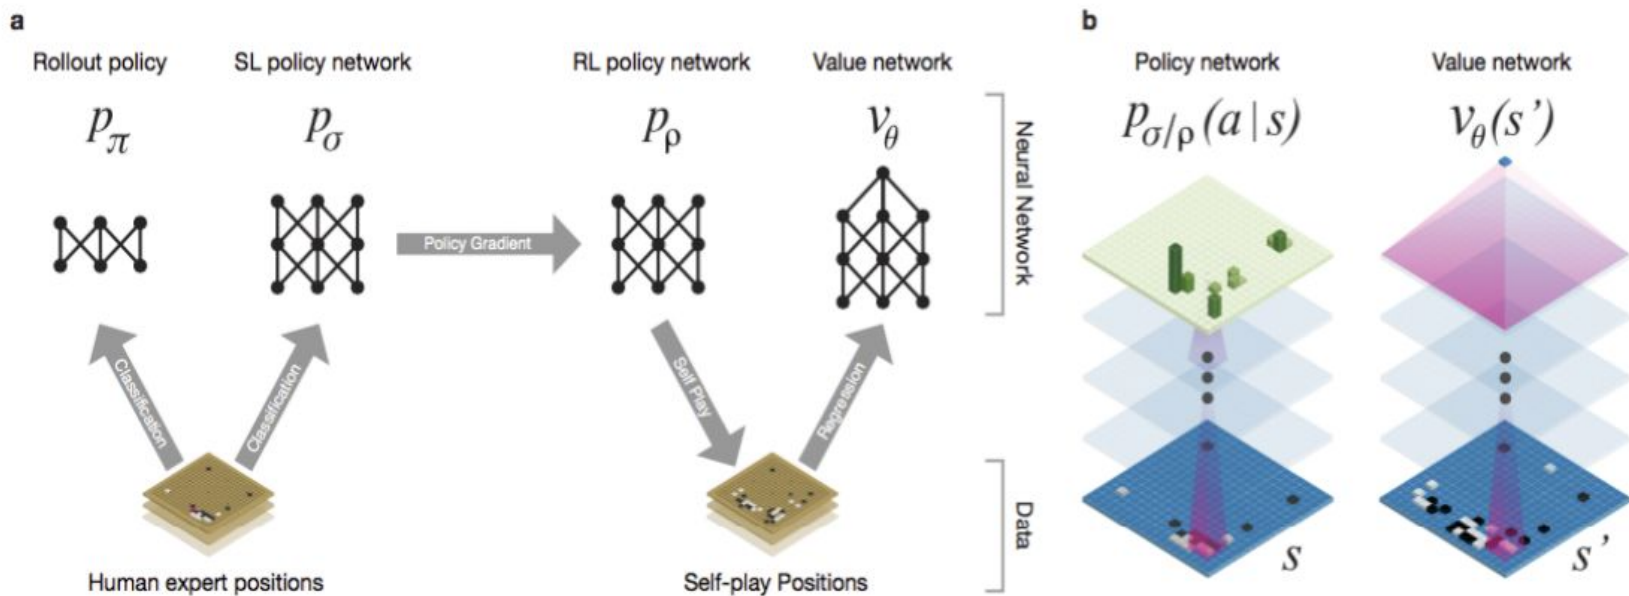 a
Rollout policy SL policy network RL policy network Value network
pπ pσ pρ vθ
Policy Gradient
Classification Classification Self Play Regression
Neural Network
Data
Human expert positions Self-play Positions
b
Policy network Value network
pσ/ρ(a|s) vθ(s’)
s s’